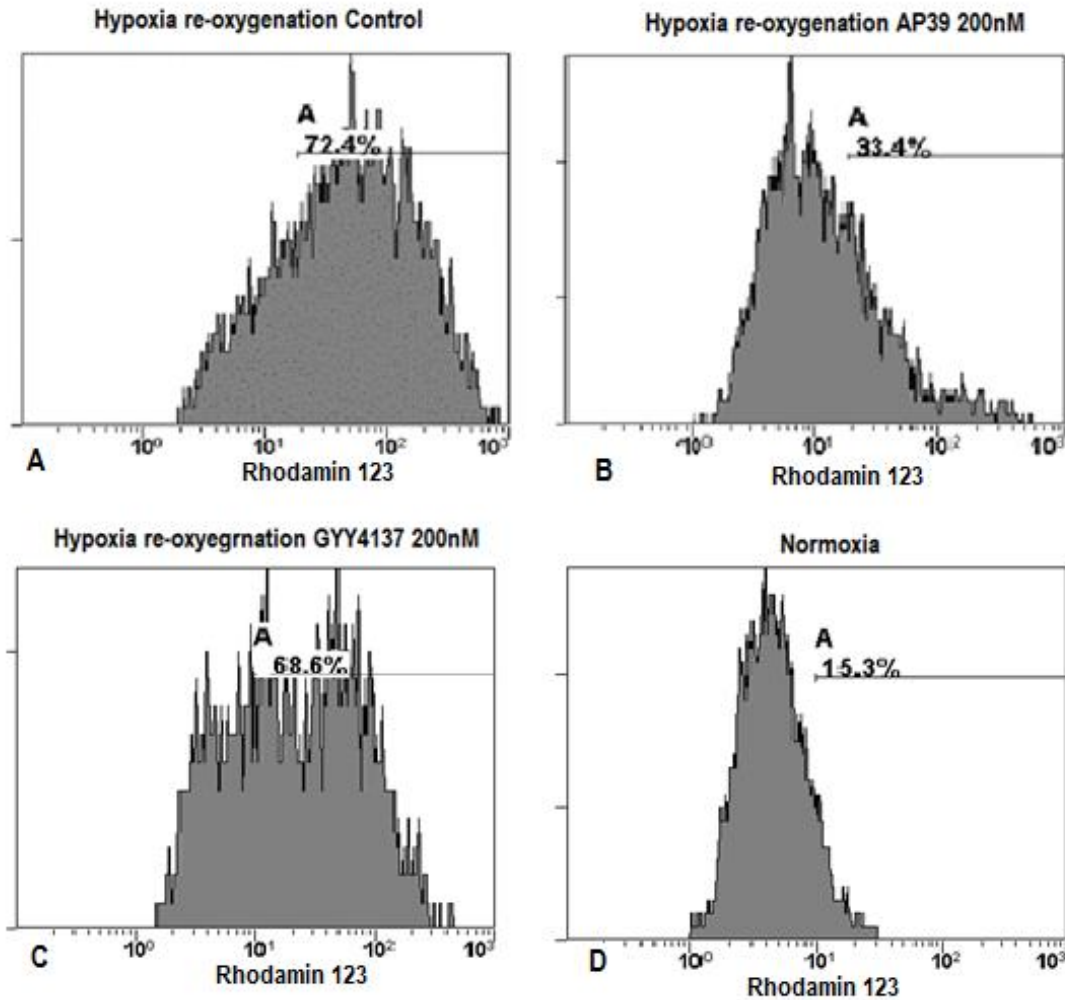 Hypoxia re-oxygenation Control
A
72.4%
10⁰ 10¹ 10² 10³
A
Rhodamin 123
Hypoxia re-oxygenation AP39 200nM
A
33.4%
10⁰ 10¹ 10² 10³
B
Rhodamin 123
Hypoxia re-oxyegrnation GYY4137 200nM
A
68.6%
10⁰ 10¹ 10² 10³
C
Rhodamin 123
Normoxia
A
15.3%
10⁰ 10¹ 10² 10³
D
Rhodamin 123